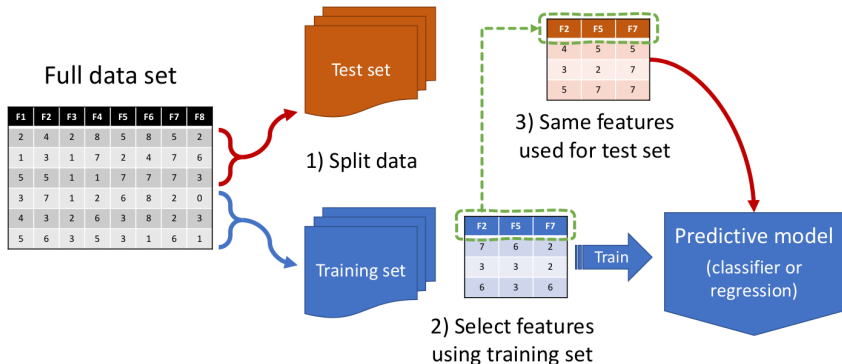 Full data set
F1 F2 F3 F4 F5 F6 F7 F8
2 4 2 8 5 8 5 2
1 3 1 7 2 4 7 6
5 5 1 1 7 7 7 3
3 7 1 2 6 8 2 0
4 3 2 6 3 8 2 3
5 6 3 5 3 1 6 1
Test set
1) Split data
Training set
F2 F5 F7
4 5 5
3 2 7
5 7 7
3) Same features
used for test set
F2 F5 F7
7 6 2
3 3 2
6 3 6
2) Select features
using training set
Train
Predictive model
(classifier or
regression)